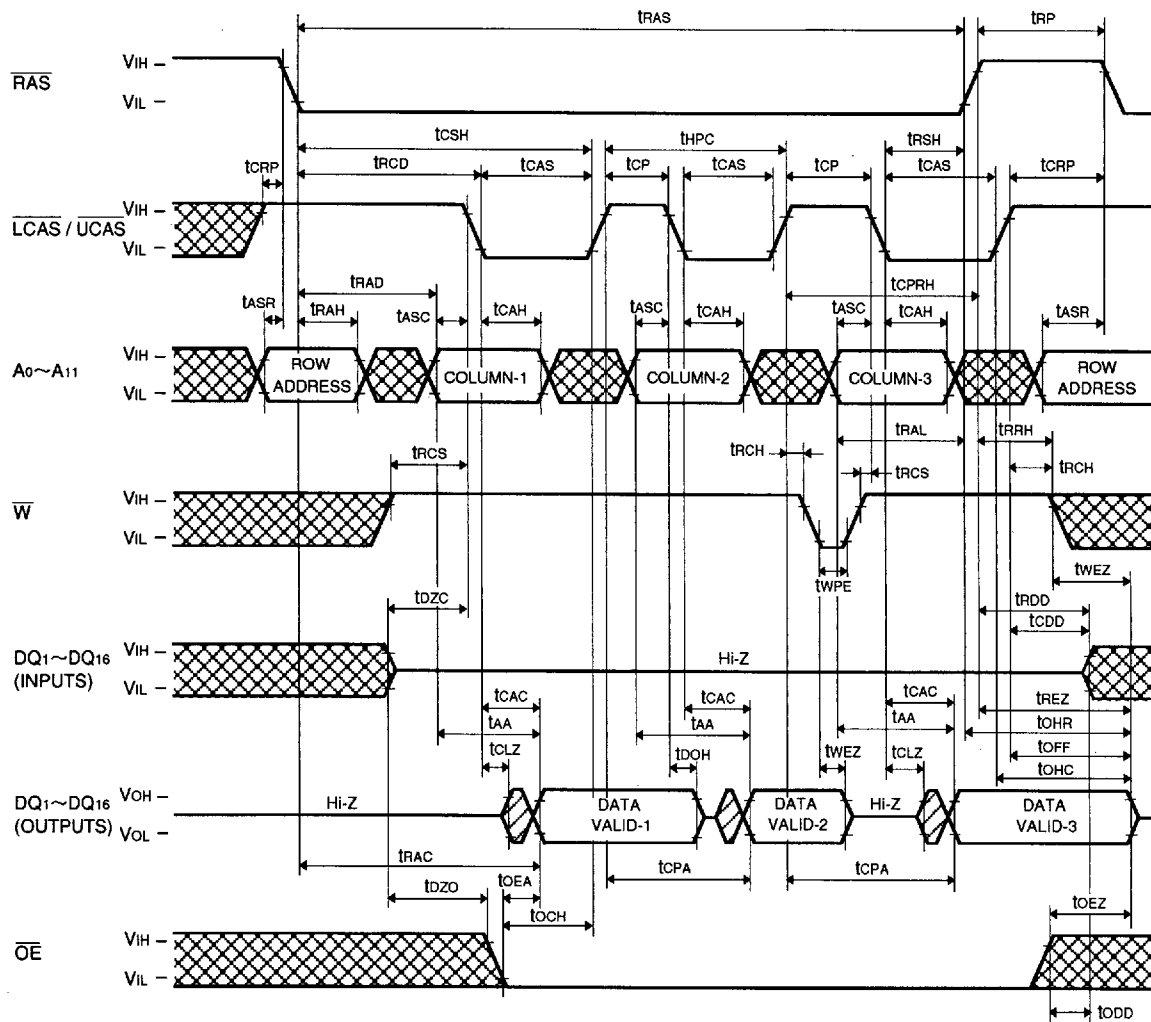 tRAS tRP
RAS VIH VIL
tCSH tHPC tRSH
tRCD tCAS tCP tCAS tCP tCAS tCRP
tCRP
LCAS / UCAS VIH VIL
tRAD tCPRH
tASR tRAH tASC tCAH tASC tCAH tASC tCAH tASR
A0~A11 VIH VIL ROW ADDRESS COLUMN-1 COLUMN-2 COLUMN-3 ROW ADDRESS
tRAL tRRH
tRCS tRCH tRCS tRCH
W VIH VIL
tWPE tWEZ
tDZC tRDD
tCDD
DQ1~DQ16 (INPUTS) VIH VIL Hi-Z
tCAC tCAC tCAC tREZ
tAA tAA tAA tOHR
tCLZ tDOH tWEZ tCLZ tOFF
tOHC
DQ1~DQ16 (OUTPUTS) VOH VOL Hi-Z DATA VALID-1 DATA VALID-2 Hi-Z DATA VALID-3
tRAC tCPA tCPA
tDZO tOEA tOEZ
tOCH
OE VIH VIL
tODD